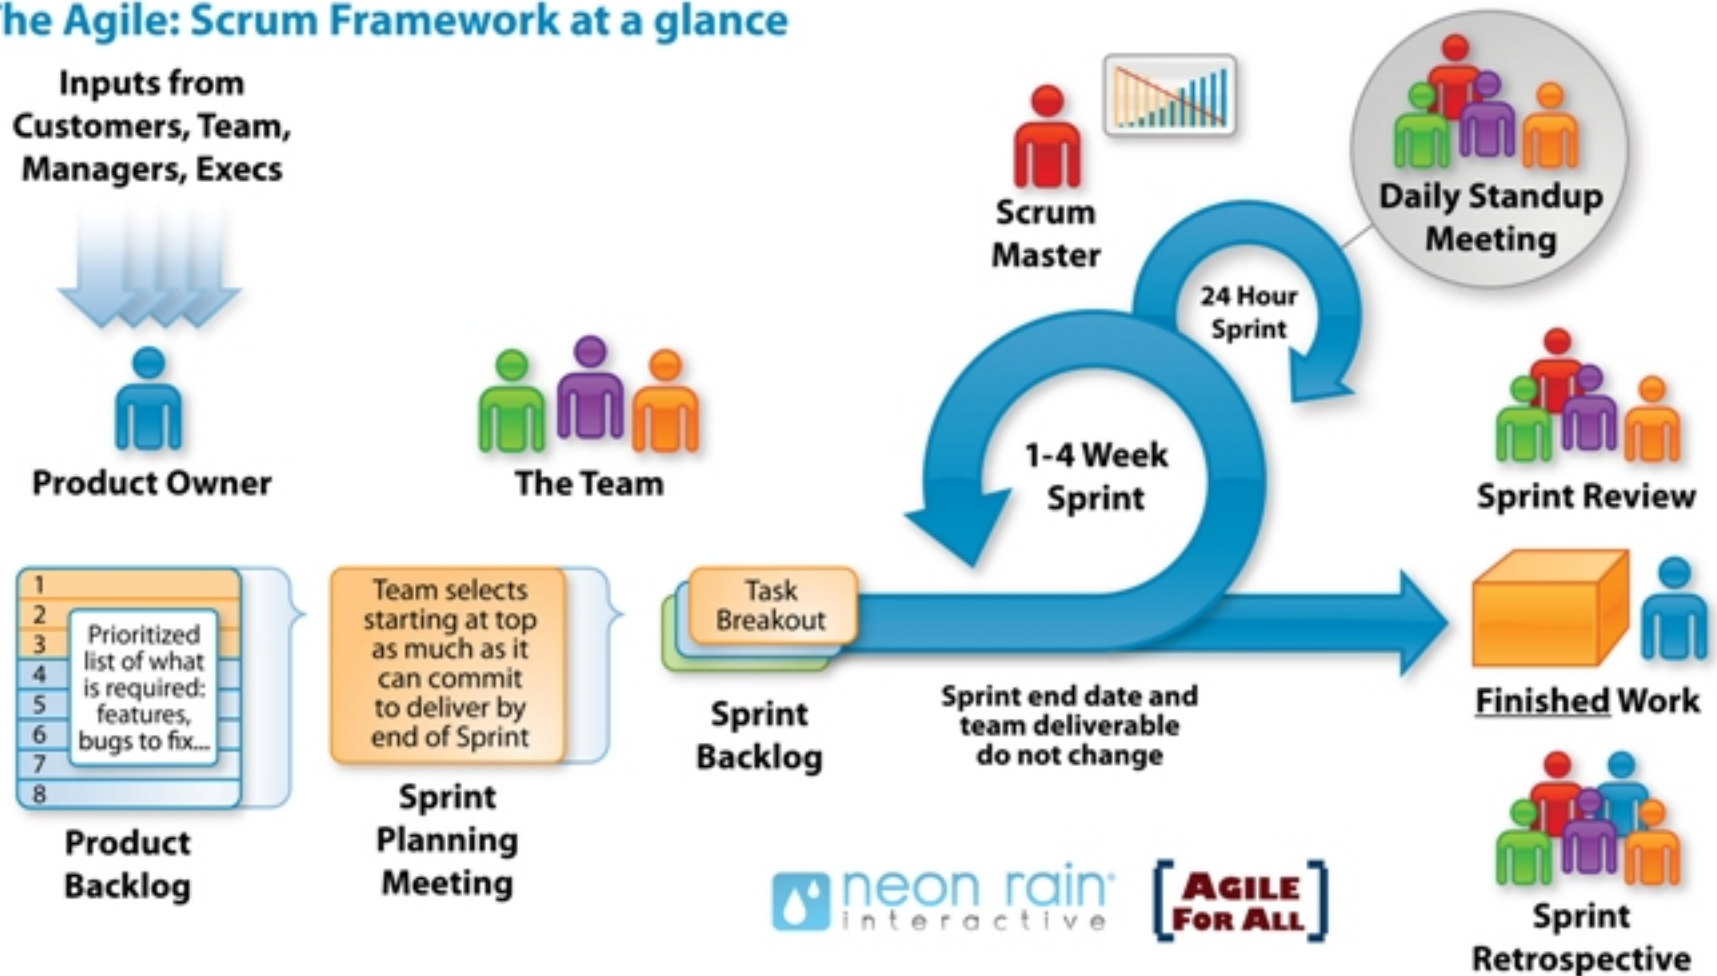 he Agile: Scrum Framework at a glance
Inputs from
Customers, Team,
Managers, Execs
Product Owner
The Team
Scrum
Master
Daily Standup
Meeting
24 Hour
Sprint
1-4 Week
Sprint
Sprint Review
1
2
3
4
5
6
7
8
Prioritized
list of what
is required:
features,
bugs to fix...
Product
Backlog
Team selects
starting at top
as much as it
can commit
to deliver by
end of Sprint
Sprint
Planning
Meeting
Task
Breakout
Sprint
Backlog
Sprint end date and
team deliverable
do not change
Finished Work
Sprint
Retrospective
neon rain
interactive
AGILE
FOR ALL